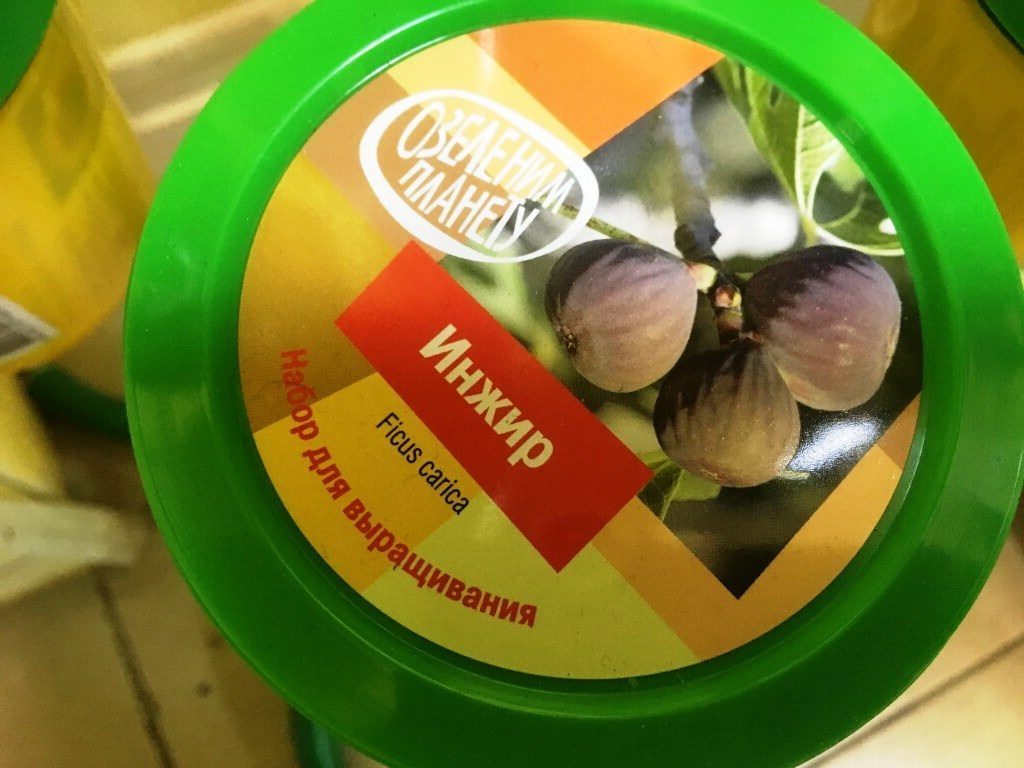 ОЗЕЛЕНИМ
ПЛАНЕТУ
Инжир
Ficus carica
Набор для выращивания